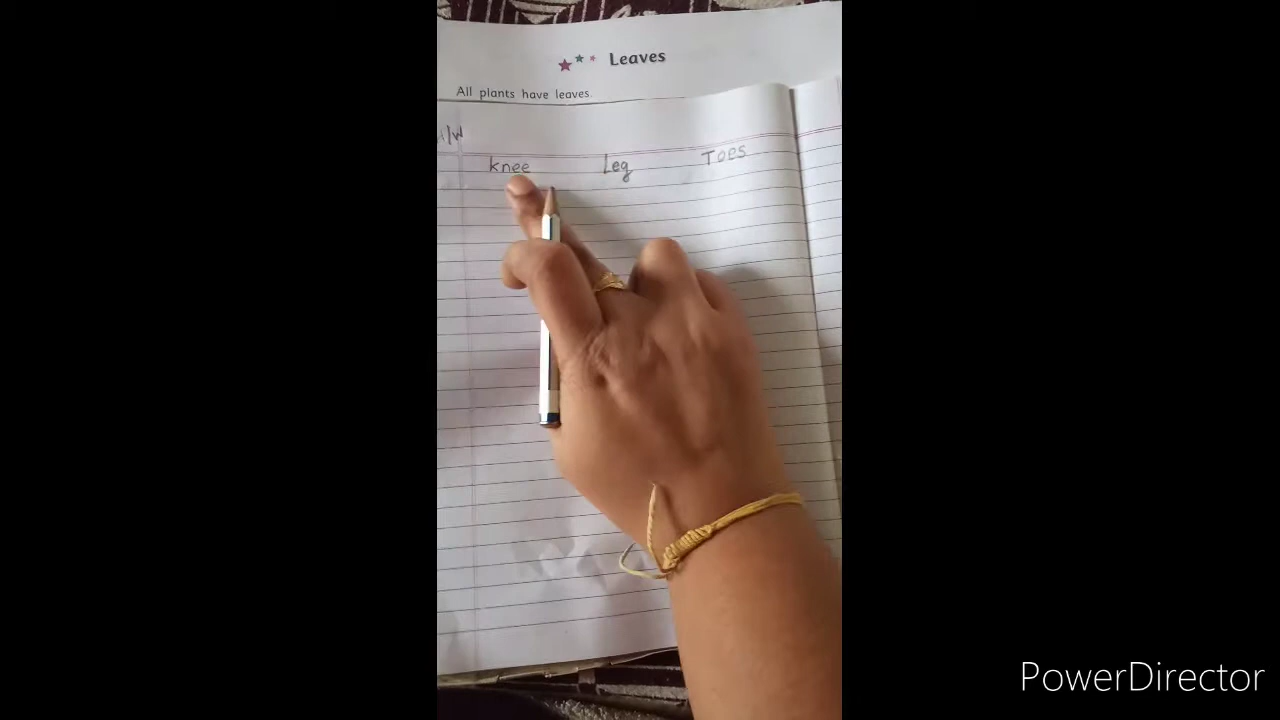 Leaves
All plants have leaves.
/W
knee Leg Toes
PowerDirector